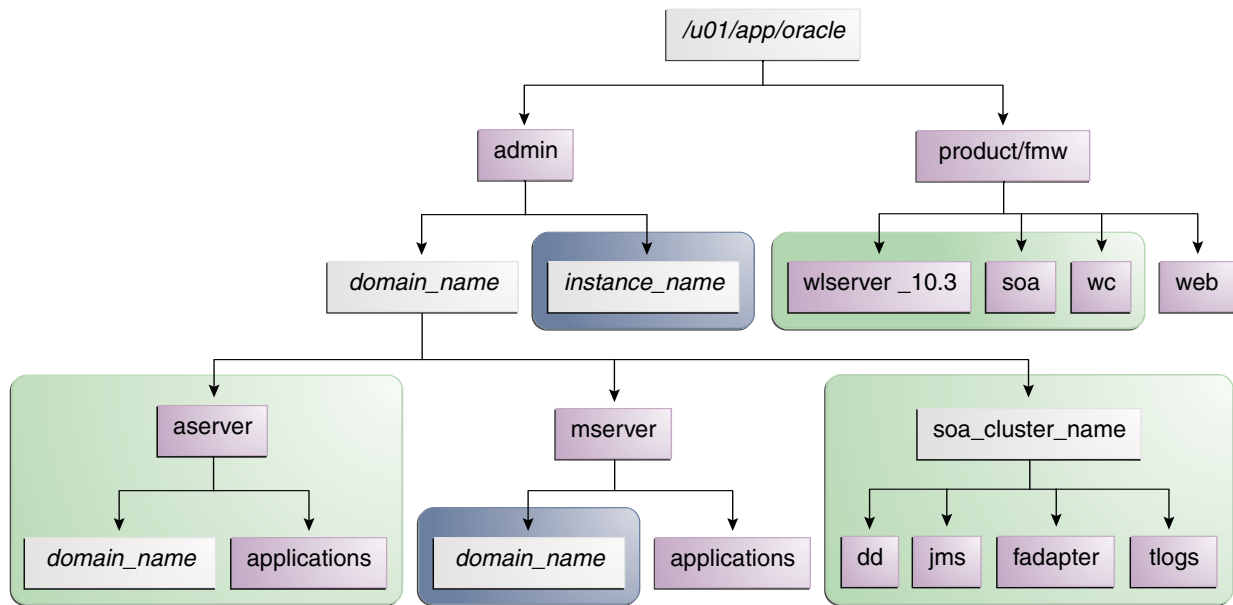 /u01/app/oracle
admin
product/fmw
domain_name
instance_name
wlserver _10.3
soa
wc
web
aserver
mserver
soa_cluster_name
domain_name
applications
domain_name
applications
dd
jms
fadapter
tlogs